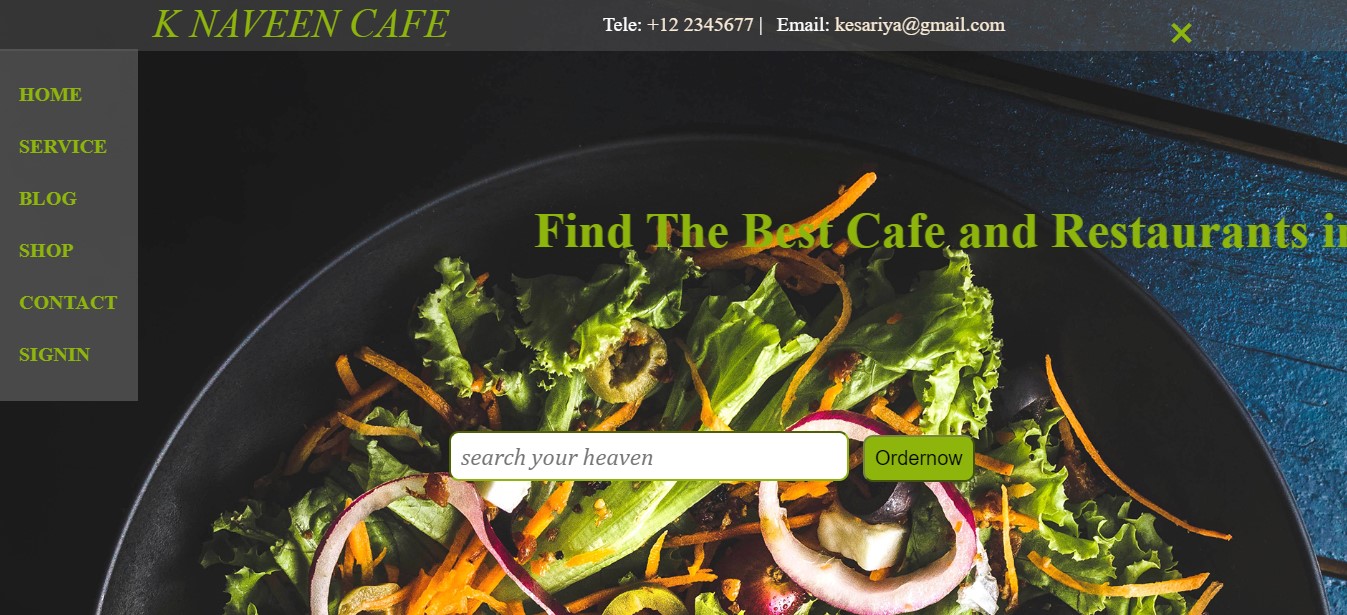 K NAVEEN CAFE
Tele: +12 2345677 | Email: kesariya@gmail.com
HOME
SERVICE
BLOG
SHOP
CONTACT
SIGNIN
Find The Best Cafe and Restaurants
search your heaven
Ordernow